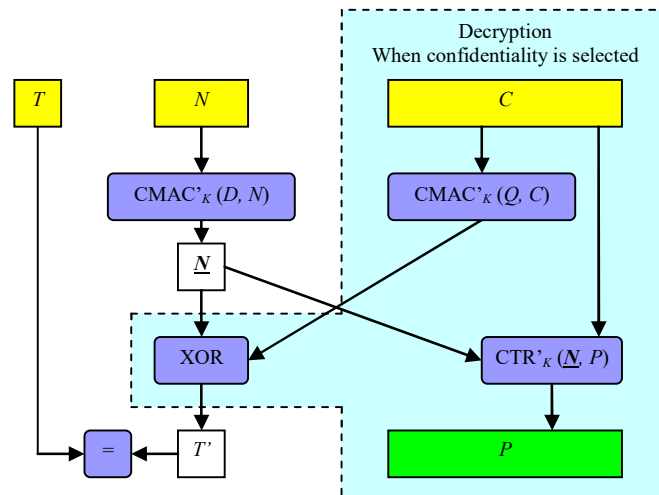 Decryption
When confidentiality is selected
T
N
C
CMAC’K (D, N)
CMAC’K (Q, C)
N
XOR
CTR’K (N, P)
=
T’
P